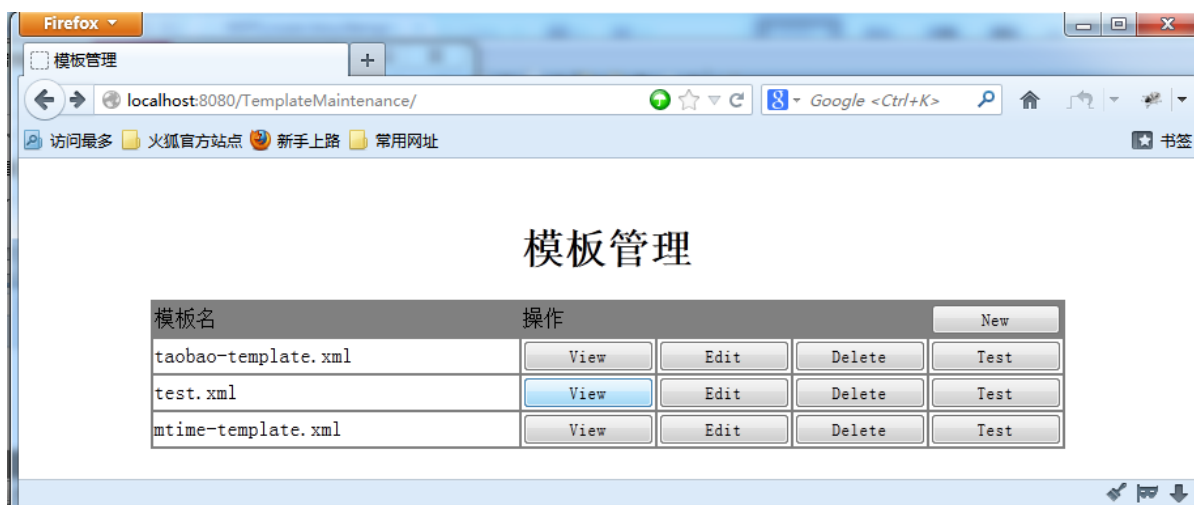 Firefox
模板管理
localhost:8080/TemplateMaintenance/
Google <Ctrl+K>
访问最多 火狐官方站点 新手上路 常用网址 书签
模板管理
模板名 操作 New
taobao-template.xml View Edit Delete Test
test.xml View Edit Delete Test
mtime-template.xml View Edit Delete Test